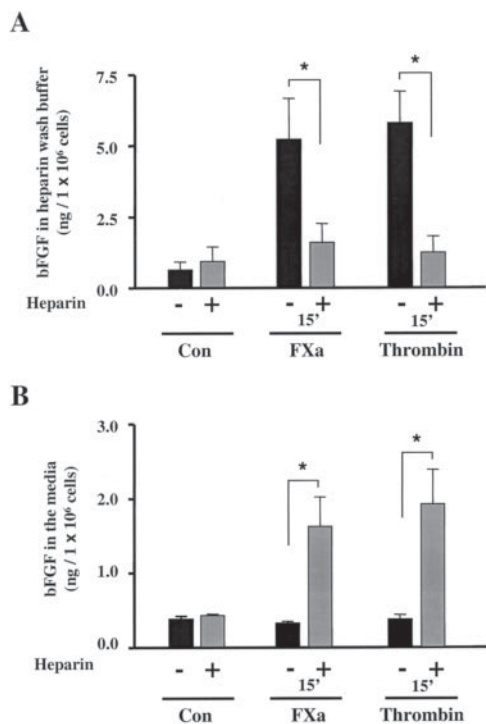 A
bFGF in heparin wash buffer
(ng / 1 x 10⁶ cells)
7.5
5.0
2.5
0.0
* *
Heparin - + - + - +
15' 15'
Con FXa Thrombin
B
bFGF in the media
(ng / 1 x 10⁶ cells)
3.0
2.0
1.0
0.0
* *
Heparin - + - + - +
15' 15'
Con FXa Thrombin